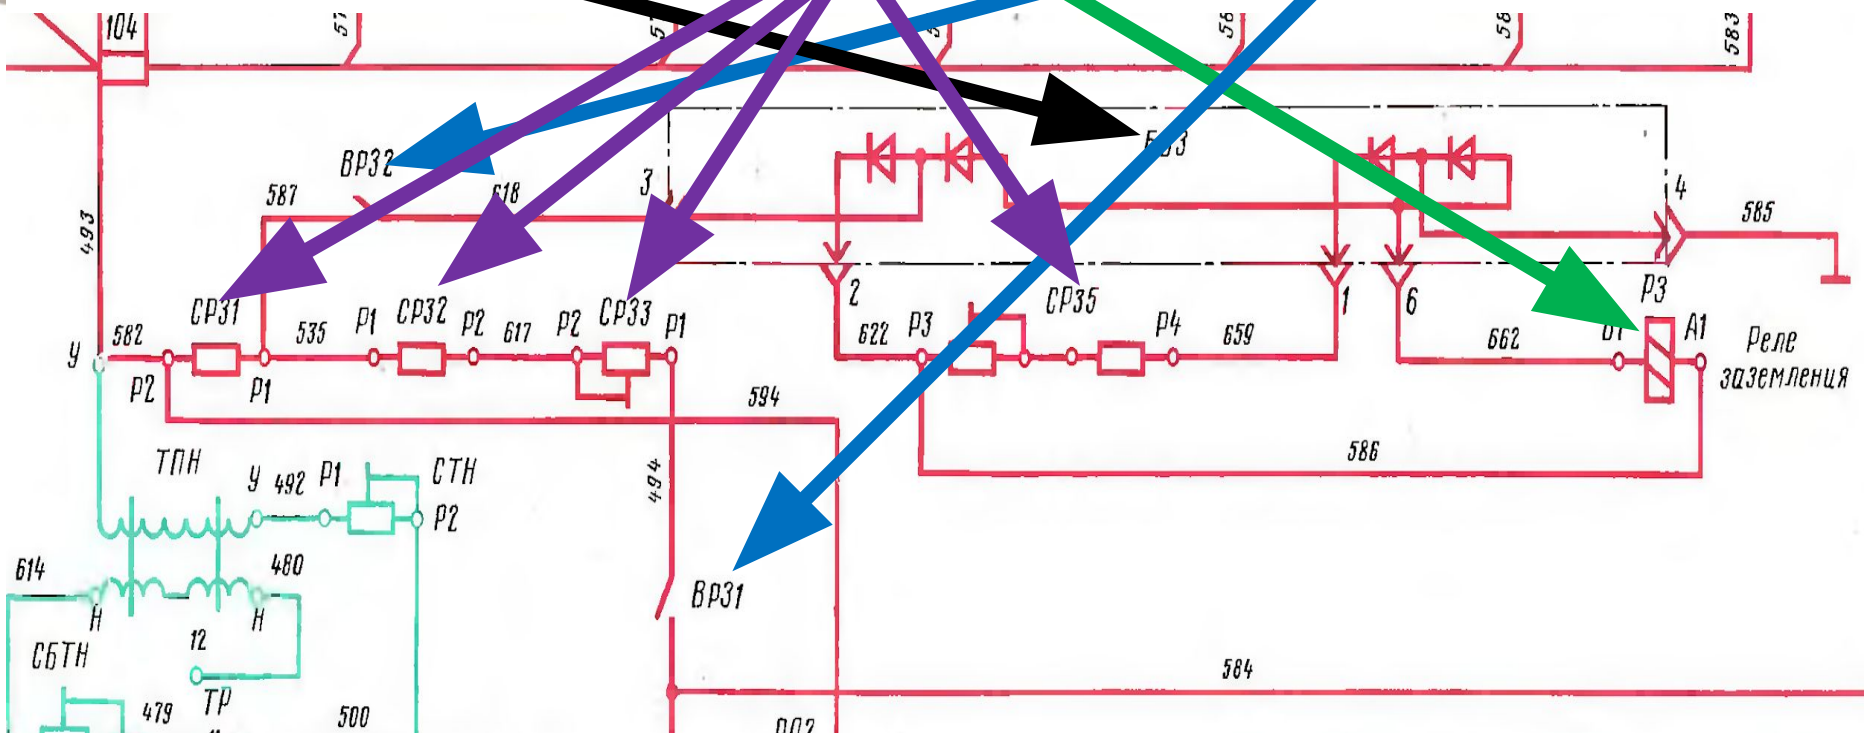 104
583
ВР32
3
4
587
618
585
493
СР31
СР32
СР33
СР35
2
1
6
РЗ
У
582
Р2
Р1
535
Р1
Р2
617
Р2
Р1
622
Р3
Р4
659
662
А1
Реле
заземления
594
586
ТПН
У
492
Р1
СТН
Р2
494
614
Н
480
Н
12
ВР31
СБТН
ТР
479
500
584